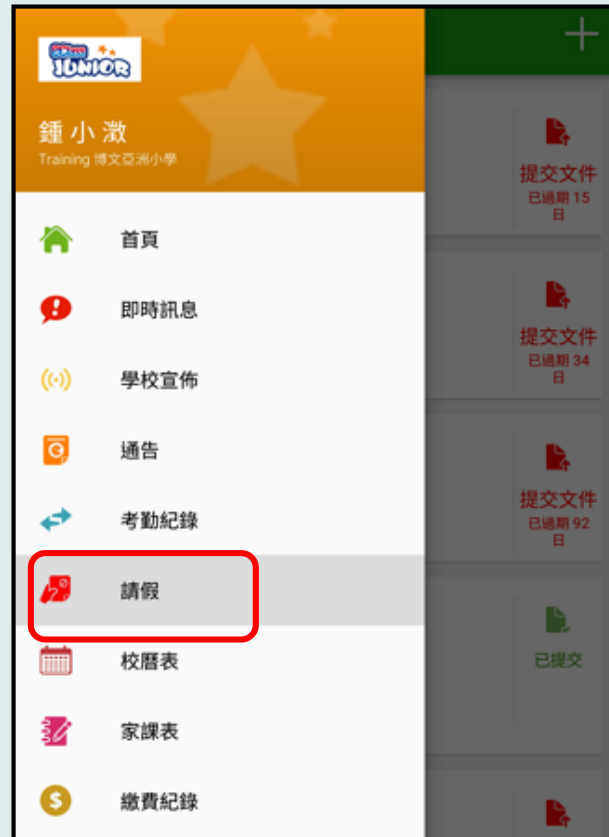 JUNIOR
鍾小澂
Training 博文亞洲小學
首頁
即時訊息
學校宣佈
通告
考勤紀錄
請假
校曆表
家課表
繳費紀錄
提交文件
已過期 15
日
提交文件
已過期 34
日
提交文件
已過期 92
日
已提交